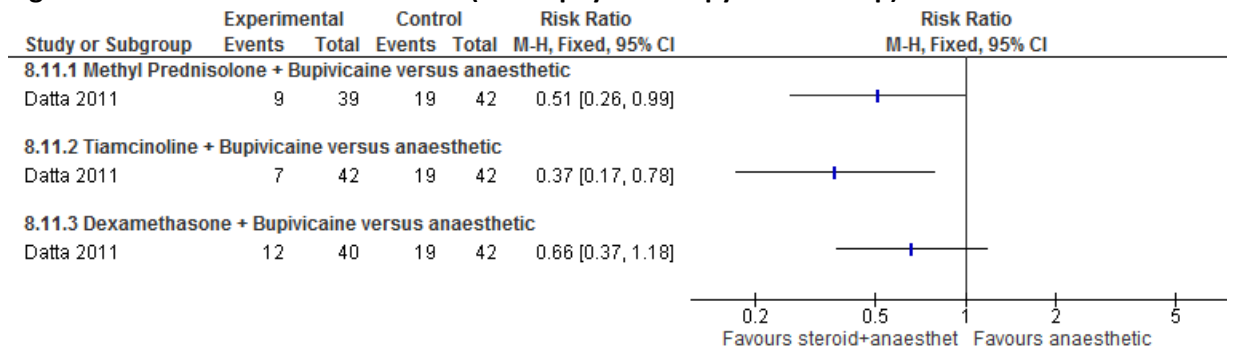 Experimental Control Risk Ratio Risk Ratio
Study or Subgroup Events Total Events Total M-H, Fixed, 95% CI M-H, Fixed, 95% CI
8.11.1 Methyl Prednisolone + Bupivicaine versus anaesthetic
Datta 2011 9 39 19 42 0.51 [0.26, 0.99]
8.11.2 Tiamcinoline + Bupivicaine versus anaesthetic
Datta 2011 7 42 19 42 0.37 [0.17, 0.78]
8.11.3 Dexamethasone + Bupivicaine versus anaesthetic
Datta 2011 12 40 19 42 0.66 [0.37, 1.18]
0.2 0.5 1 2 5
Favours steroid+anaesthet Favours anaesthetic